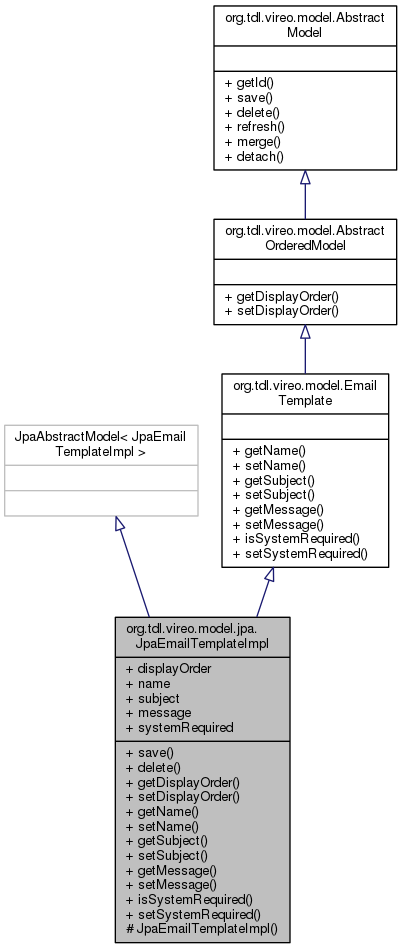 org.tdl.vireo.model.Abstract
Model
+ getId()
+ save()
+ delete()
+ refresh()
+ merge()
+ detach()
org.tdl.vireo.model.Abstract
OrderedModel
+ getDisplayOrder()
+ setDisplayOrder()
org.tdl.vireo.model.Email
Template
+ getName()
+ setName()
+ getSubject()
+ setSubject()
+ getMessage()
+ setMessage()
+ isSystemRequired()
+ setSystemRequired()
JpaAbstractModel< JpaEmail
TemplateImpl >
org.tdl.vireo.model.jpa.
JpaEmailTemplateImpl
+ displayOrder
+ name
+ subject
+ message
+ systemRequired
+ save()
+ delete()
+ getDisplayOrder()
+ setDisplayOrder()
+ getName()
+ setName()
+ getSubject()
+ setSubject()
+ getMessage()
+ setMessage()
+ isSystemRequired()
+ setSystemRequired()
# JpaEmailTemplateImpl()